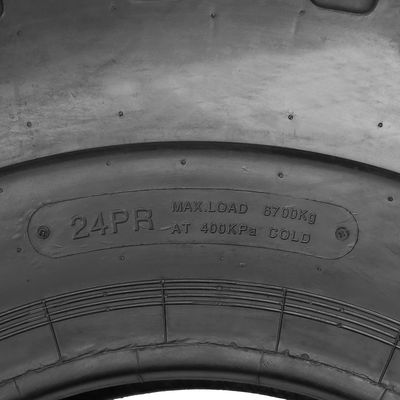 24PR
MAX.LOAD 6700Kg
AT 400KPa COLD